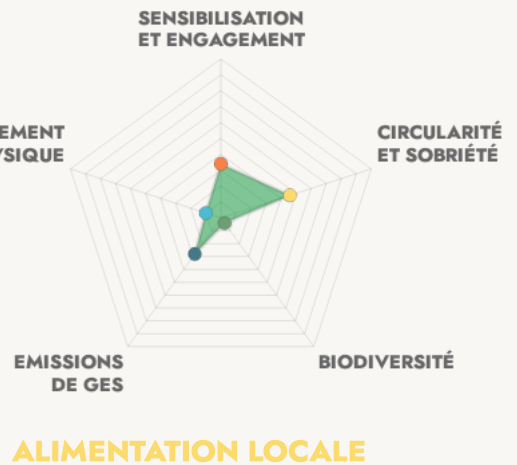 SENSIBILISATION
ET ENGAGEMENT
CIRCULARITÉ
ET SOBRIÉTÉ
EMISSIONS
DE GES
BIODIVERSITÉ
ALIMENTATION LOCALE